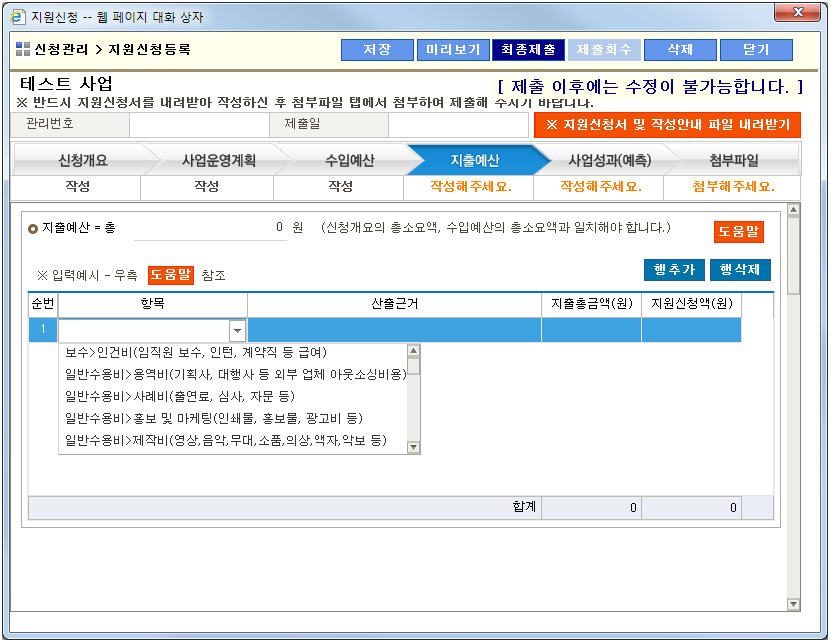 지원신청 -- 웹 페이지 대화 상자
신청관리 > 지원신청등록
저장 미리보기 최종제출 제출회수 삭제 닫기
테스트 사업
[ 제출 이후에는 수정이 불가능합니다. ]
※ 반드시 지원신청서를 내려받아 작성하신 후 첨부파일 탭에서 첨부하여 제출해 주시기 바랍니다.
관리번호 제출일 ※ 지원신청서 및 작성안내 파일 내려받기
신청개요 사업운영계획 수입예산 지출예산 사업성과(예측) 첨부파일
작성 작성 작성 작성해주세요. 작성해주세요. 첨부해주세요.
지출예산 = 총 0 원 (신청개요의 총소요액, 수입예산의 총소요액과 일치해야 합니다.) 도움말
※ 입력예시 - 우측 도움말 참조 행추가 행삭제
순번 항목 산출근거 지출총금액(원) 지원신청액(원)
1
보수>인건비(임직원 보수, 인턴, 계약직 등 급여)
일반수용비>용역비(기획사, 대행사 등 외부 업체 아웃소싱비용)
일반수용비>사례비(출연료, 심사, 자문 등)
일반수용비>홍보 및 마케팅(인쇄물, 홍보물, 광고비 등)
일반수용비>제작비(영상,음악,무대,소품,의상,액자,악보 등)
합계 0 0